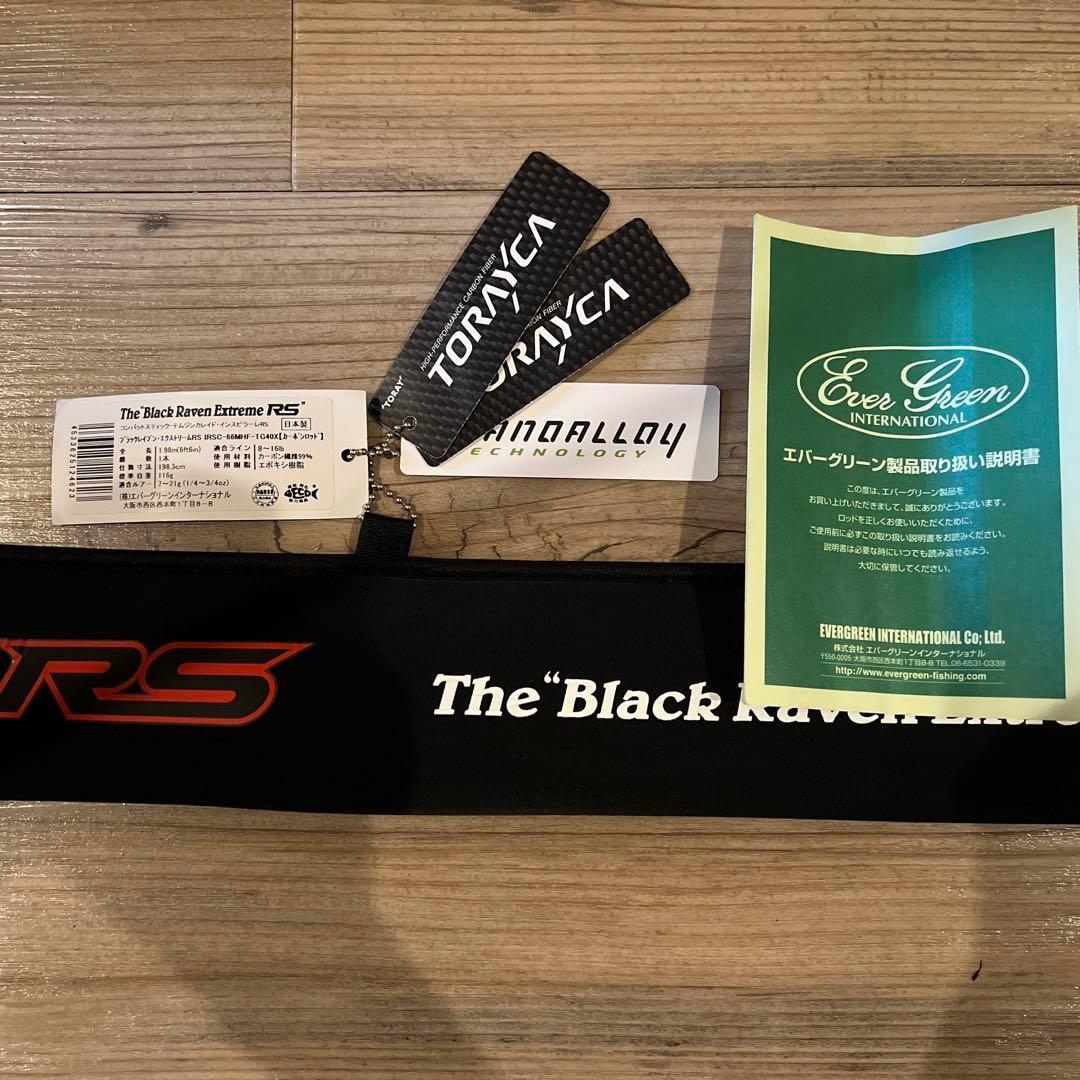 The "Black Raven Extreme RS"
コンバットスティック・テムジンカレイド・インスピラーレRS 日本製
ブラックレイブン・エクストリームRS IRSC-66MHF-TG40X【カーボンロッド】
全長 1.98m(6ft6in) 適合ライン 8〜16lb
継数 1本 使用材料 カーボン繊維99%
仕舞寸法 198.3cm 使用樹脂 エポキシ樹脂
標準自重 116g
適合ルアー 7〜21g (1/4〜3/4oz)
(株)エバーグリーンインターナショナル
大阪市西区西本町1丁目8-8
4533625124623
'TORAY'
HIGH-PERFORMANCE CARBON FIBER
TORAYCA
FIBER
ORAYCA
ANOALLOY
ECHNOLOGY
Ever Green
INTERNATIONAL
エバーグリーン製品取り扱い説明書
この度は、エバーグリーン製品を
お買い上げいただきまして、誠にありがとうございます。
ロッドを正しくお使いいただくために、
ご使用前に必ずこの取り扱い説明書をお読みください。
説明書は必要な時にいつでも読み返せるよう、
大切に保管してください。
EVERGREEN INTERNATIONAL Co; Ltd.
株式会社 エバーグリーンインターナショナル
〒550-0005 大阪市西区西本町1丁目8-8 TEL.06-6531-0339
http://www.evergreen-fishing.com
RS
The "Black Raven Extre